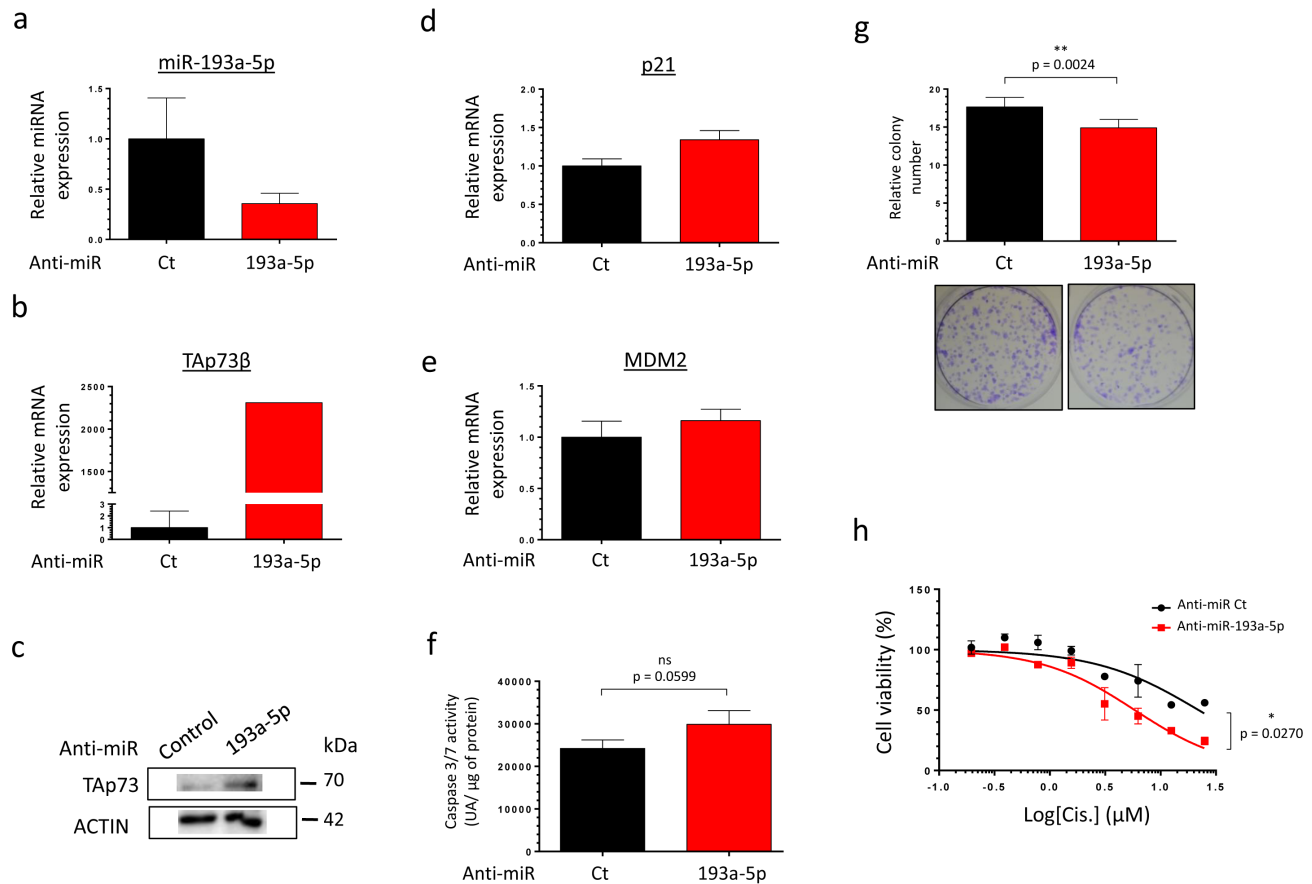 a
miR-193a-5p
Relative miRNA
expression
1.5
1.0
0.5
0.0
Anti-miR Ct 193a-5p
b
TAp73β
Relative mRNA
expression
2500
2000
1500
3
2
1
0
Anti-miR Ct 193a-5p
c
Anti-miR Control 193a-5p kDa
TAp73 70
ACTIN 42
d
p21
Relative mRNA
expression
2.0
1.5
1.0
0.5
0.0
Anti-miR Ct 193a-5p
e
MDM2
Relative mRNA
expression
1.5
1.0
0.5
0.0
Anti-miR Ct 193a-5p
f
ns
p = 0.0599
Caspase 3/7 activity
(UA/ µg of protein)
40000
30000
20000
10000
0
Anti-miR Ct 193a-5p
g
**
p = 0.0024
Relative colony
number
20
15
10
5
0
Anti-miR Ct 193a-5p
h
Cell viability (%)
150
100
50
0
Anti-miR Ct
Anti-miR-193a-5p
*
p = 0.0270
-1.0 -0.5 0.0 0.5 1.0 1.5
Log[Cis.] (µM)